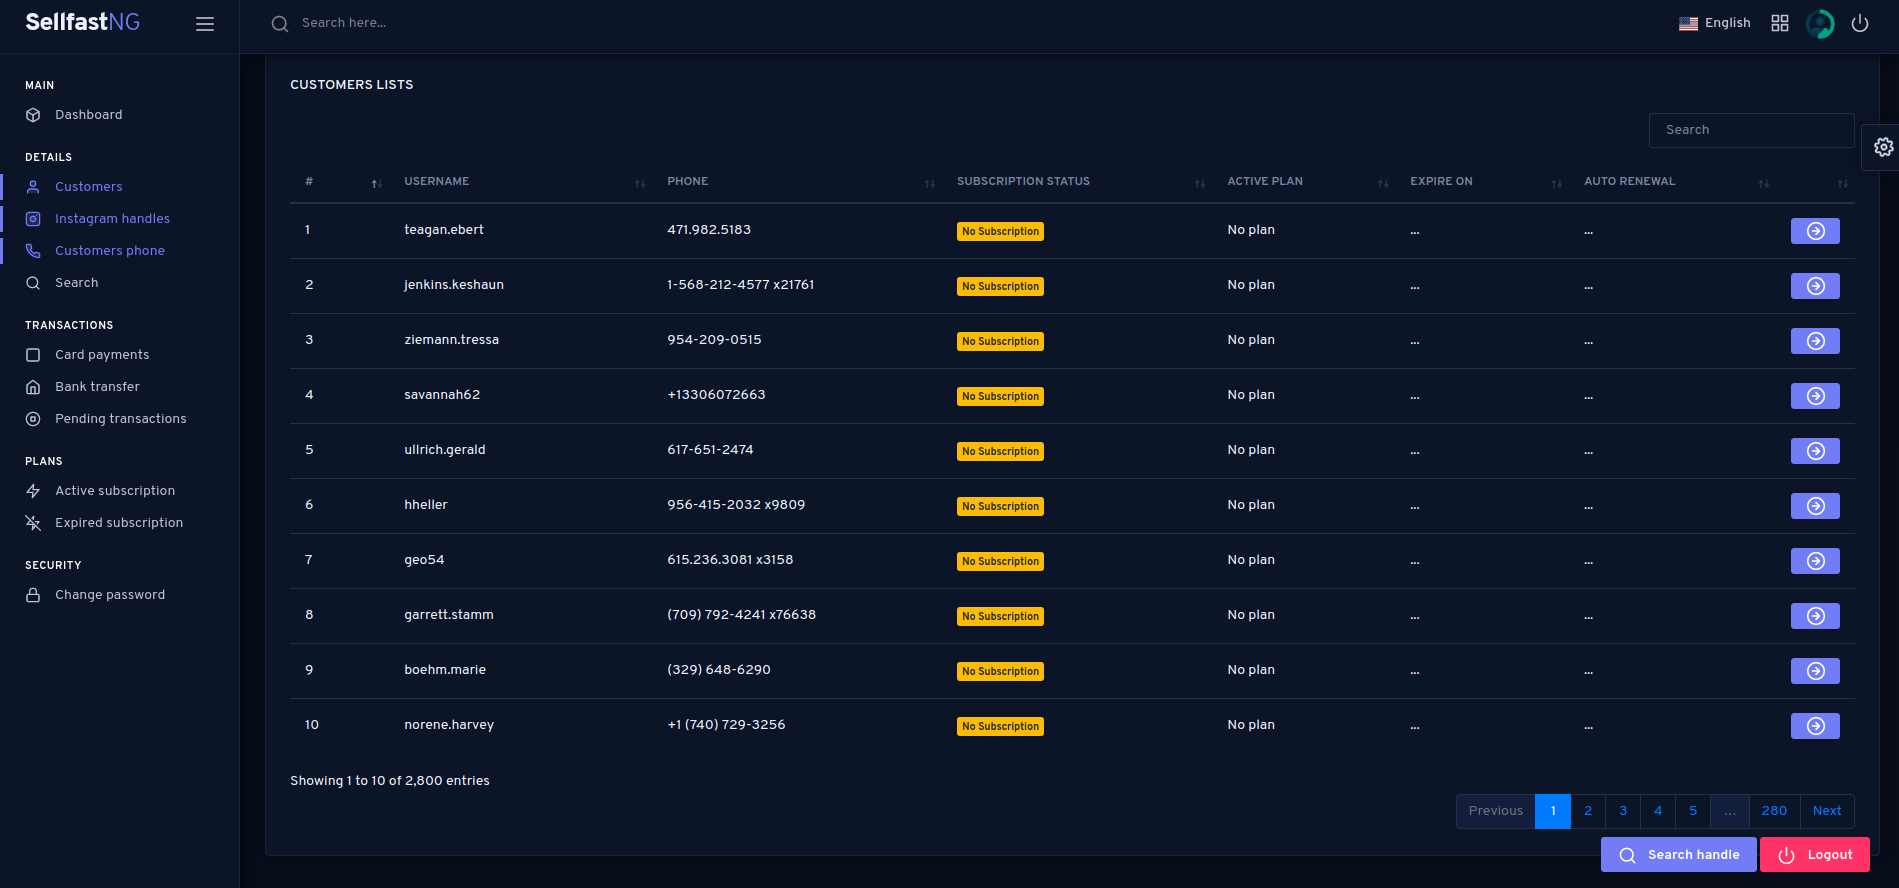 SellfastNG
Search here...
English
MAIN
Dashboard
DETAILS
Customers
Instagram handles
Customers phone
Search
TRANSACTIONS
Card payments
Bank transfer
Pending transactions
PLANS
Active subscription
Expired subscription
SECURITY
Change password
CUSTOMERS LISTS
Search
# USERNAME PHONE SUBSCRIPTION STATUS ACTIVE PLAN EXPIRE ON AUTO RENEWAL
1 teagan.ebert 471.982.5183 No Subscription No plan ... ...
2 jenkins.keshaun 1-568-212-4577 x21761 No Subscription No plan ... ...
3 ziemann.tressa 954-209-0515 No Subscription No plan ... ...
4 savannah62 +13306072663 No Subscription No plan ... ...
5 ullrich.gerald 617-651-2474 No Subscription No plan ... ...
6 hheller 956-415-2032 x9809 No Subscription No plan ... ...
7 geo54 615.236.3081 x3158 No Subscription No plan ... ...
8 garrett.stamm (709) 792-4241 x76638 No Subscription No plan ... ...
9 boehm.marie (329) 648-6290 No Subscription No plan ... ...
10 norene.harvey +1 (740) 729-3256 No Subscription No plan ... ...
Showing 1 to 10 of 2,800 entries
Previous 1 2 3 4 5 ... 280 Next
Search handle Logout